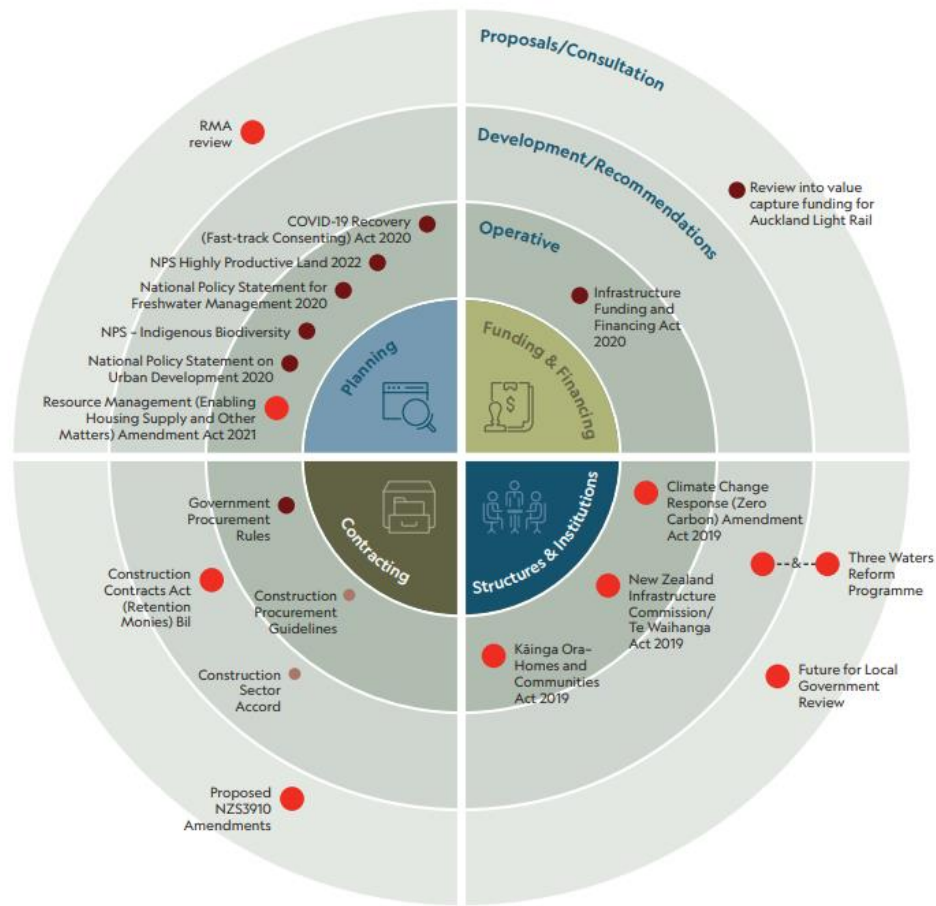 Proposals/Consultation
Development/Recommendations
Operative
RMA
review
COVID-19 Recovery
(Fast-track Consenting) Act 2020
NPS Highly Productive Land 2022
National Policy Statement for
Freshwater Management 2020
NPS – Indigenous Biodiversity
National Policy Statement on
Urban Development 2020
Resource Management (Enabling
Housing Supply and Other
Matters) Amendment Act 2021
Planning
Review into value
capture funding for
Auckland Light Rail
Infrastructure
Funding and
Financing Act
2020
Funding & Financing
$
Government
Procurement
Rules
Construction
Contracts Act
(Retention
Monies) Bil
Construction
Procurement
Guidelines
Construction
Sector
Accord
Proposed
NZS3910
Amendments
Contracting
Structures & Institutions
Climate Change
Response (Zero
Carbon) Amendment
Act 2019
&
Three Waters
Reform
Programme
New Zealand
Infrastructure
Commission/
Te Waihanga
Act 2019
Kāinga Ora–
Homes and
Communities
Act 2019
Future for Local
Government
Review